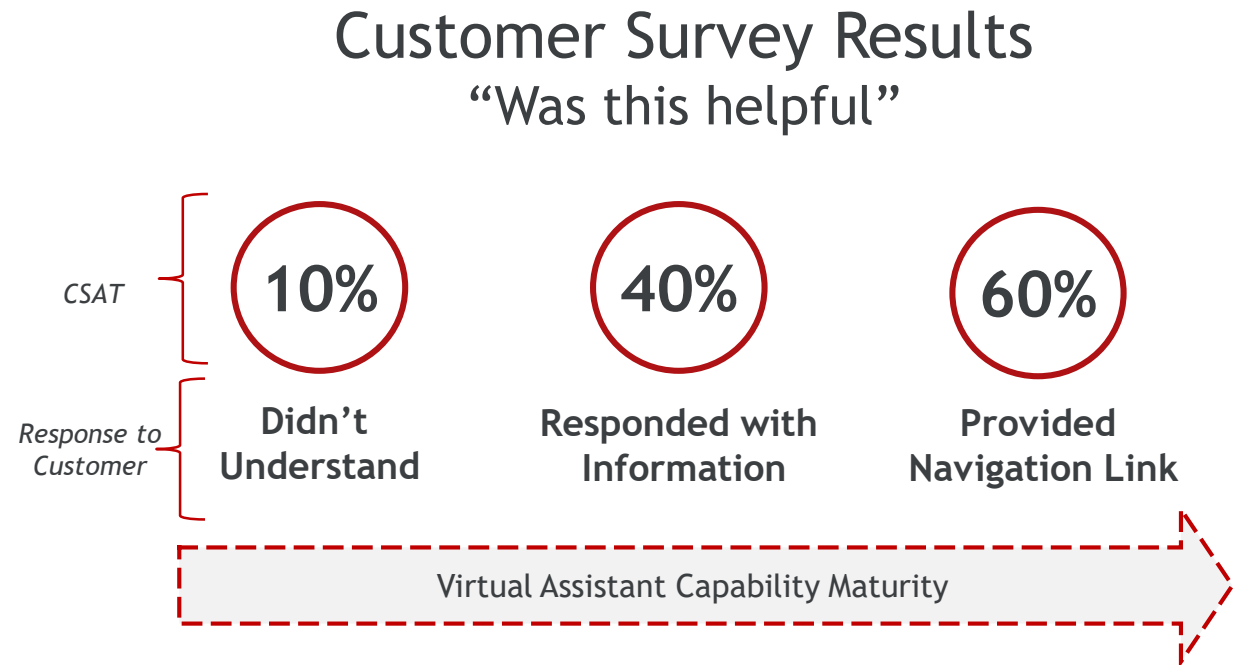 Customer Survey Results
“Was this helpful”
CSAT
10%
40%
60%
Response to
Customer
Didn’t
Understand
Responded with
Information
Provided
Navigation Link
Virtual Assistant Capability Maturity